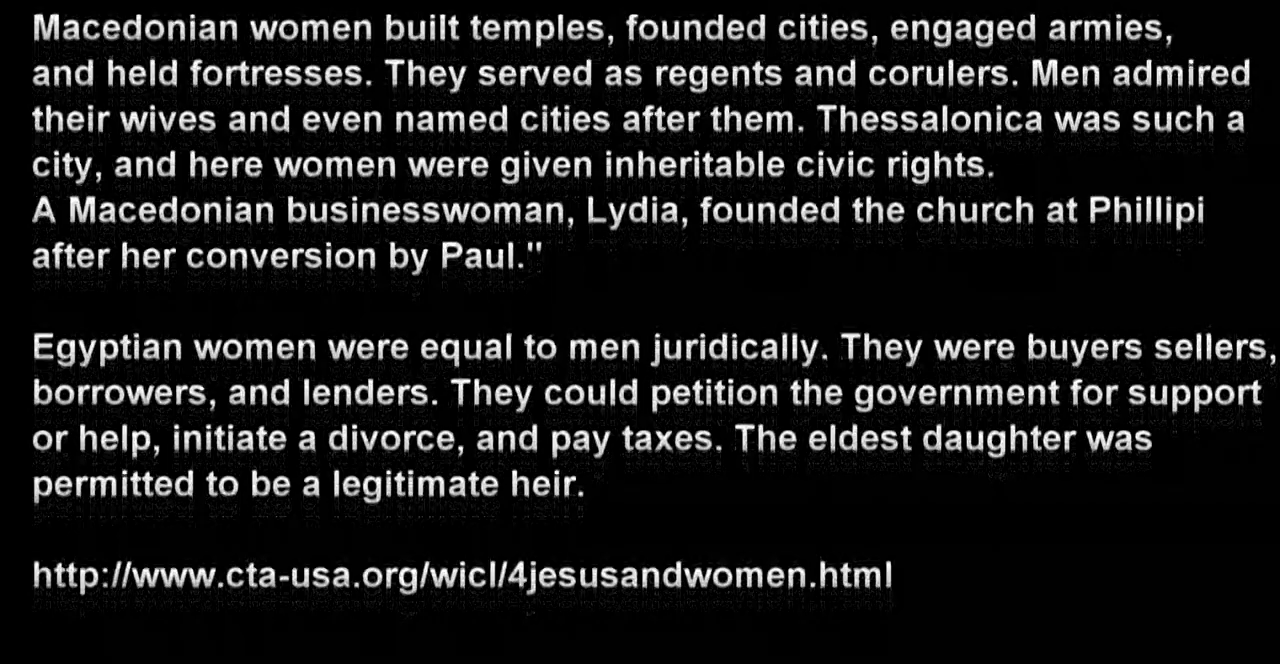 Macedonian women built temples, founded cities, engaged armies,
and held fortresses. They served as regents and corulers. Men admired
their wives and even named cities after them. Thessalonica was such a
city, and here women were given inheritable civic rights.
A Macedonian businesswoman, Lydia, founded the church at Phillipi
after her conversion by Paul."
Egyptian women were equal to men juridically. They were buyers sellers,
borrowers, and lenders. They could petition the government for support
or help, initiate a divorce, and pay taxes. The eldest daughter was
permitted to be a legitimate heir.
http://www.cta-usa.org/wicl/4jesusandwomen.html